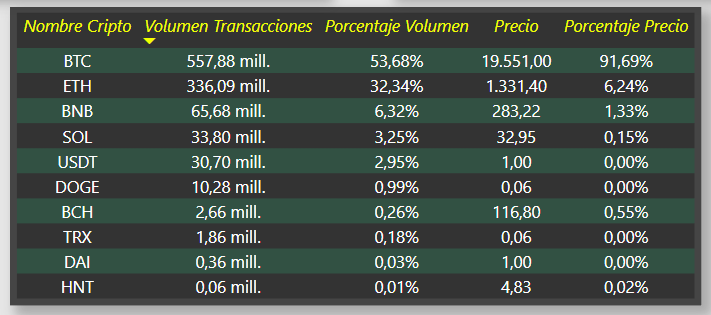 Nombre Cripto Volumen Transacciones Porcentaje Volumen Precio Porcentaje Precio
BTC 557,88 mill. 53,68% 19.551,00 91,69%
ETH 336,09 mill. 32,34% 1.331,40 6,24%
BNB 65,68 mill. 6,32% 283,22 1,33%
SOL 33,80 mill. 3,25% 32,95 0,15%
USDT 30,70 mill. 2,95% 1,00 0,00%
DOGE 10,28 mill. 0,99% 0,06 0,00%
BCH 2,66 mill. 0,26% 116,80 0,55%
TRX 1,86 mill. 0,18% 0,06 0,00%
DAI 0,36 mill. 0,03% 1,00 0,00%
HNT 0,06 mill. 0,01% 4,83 0,02%